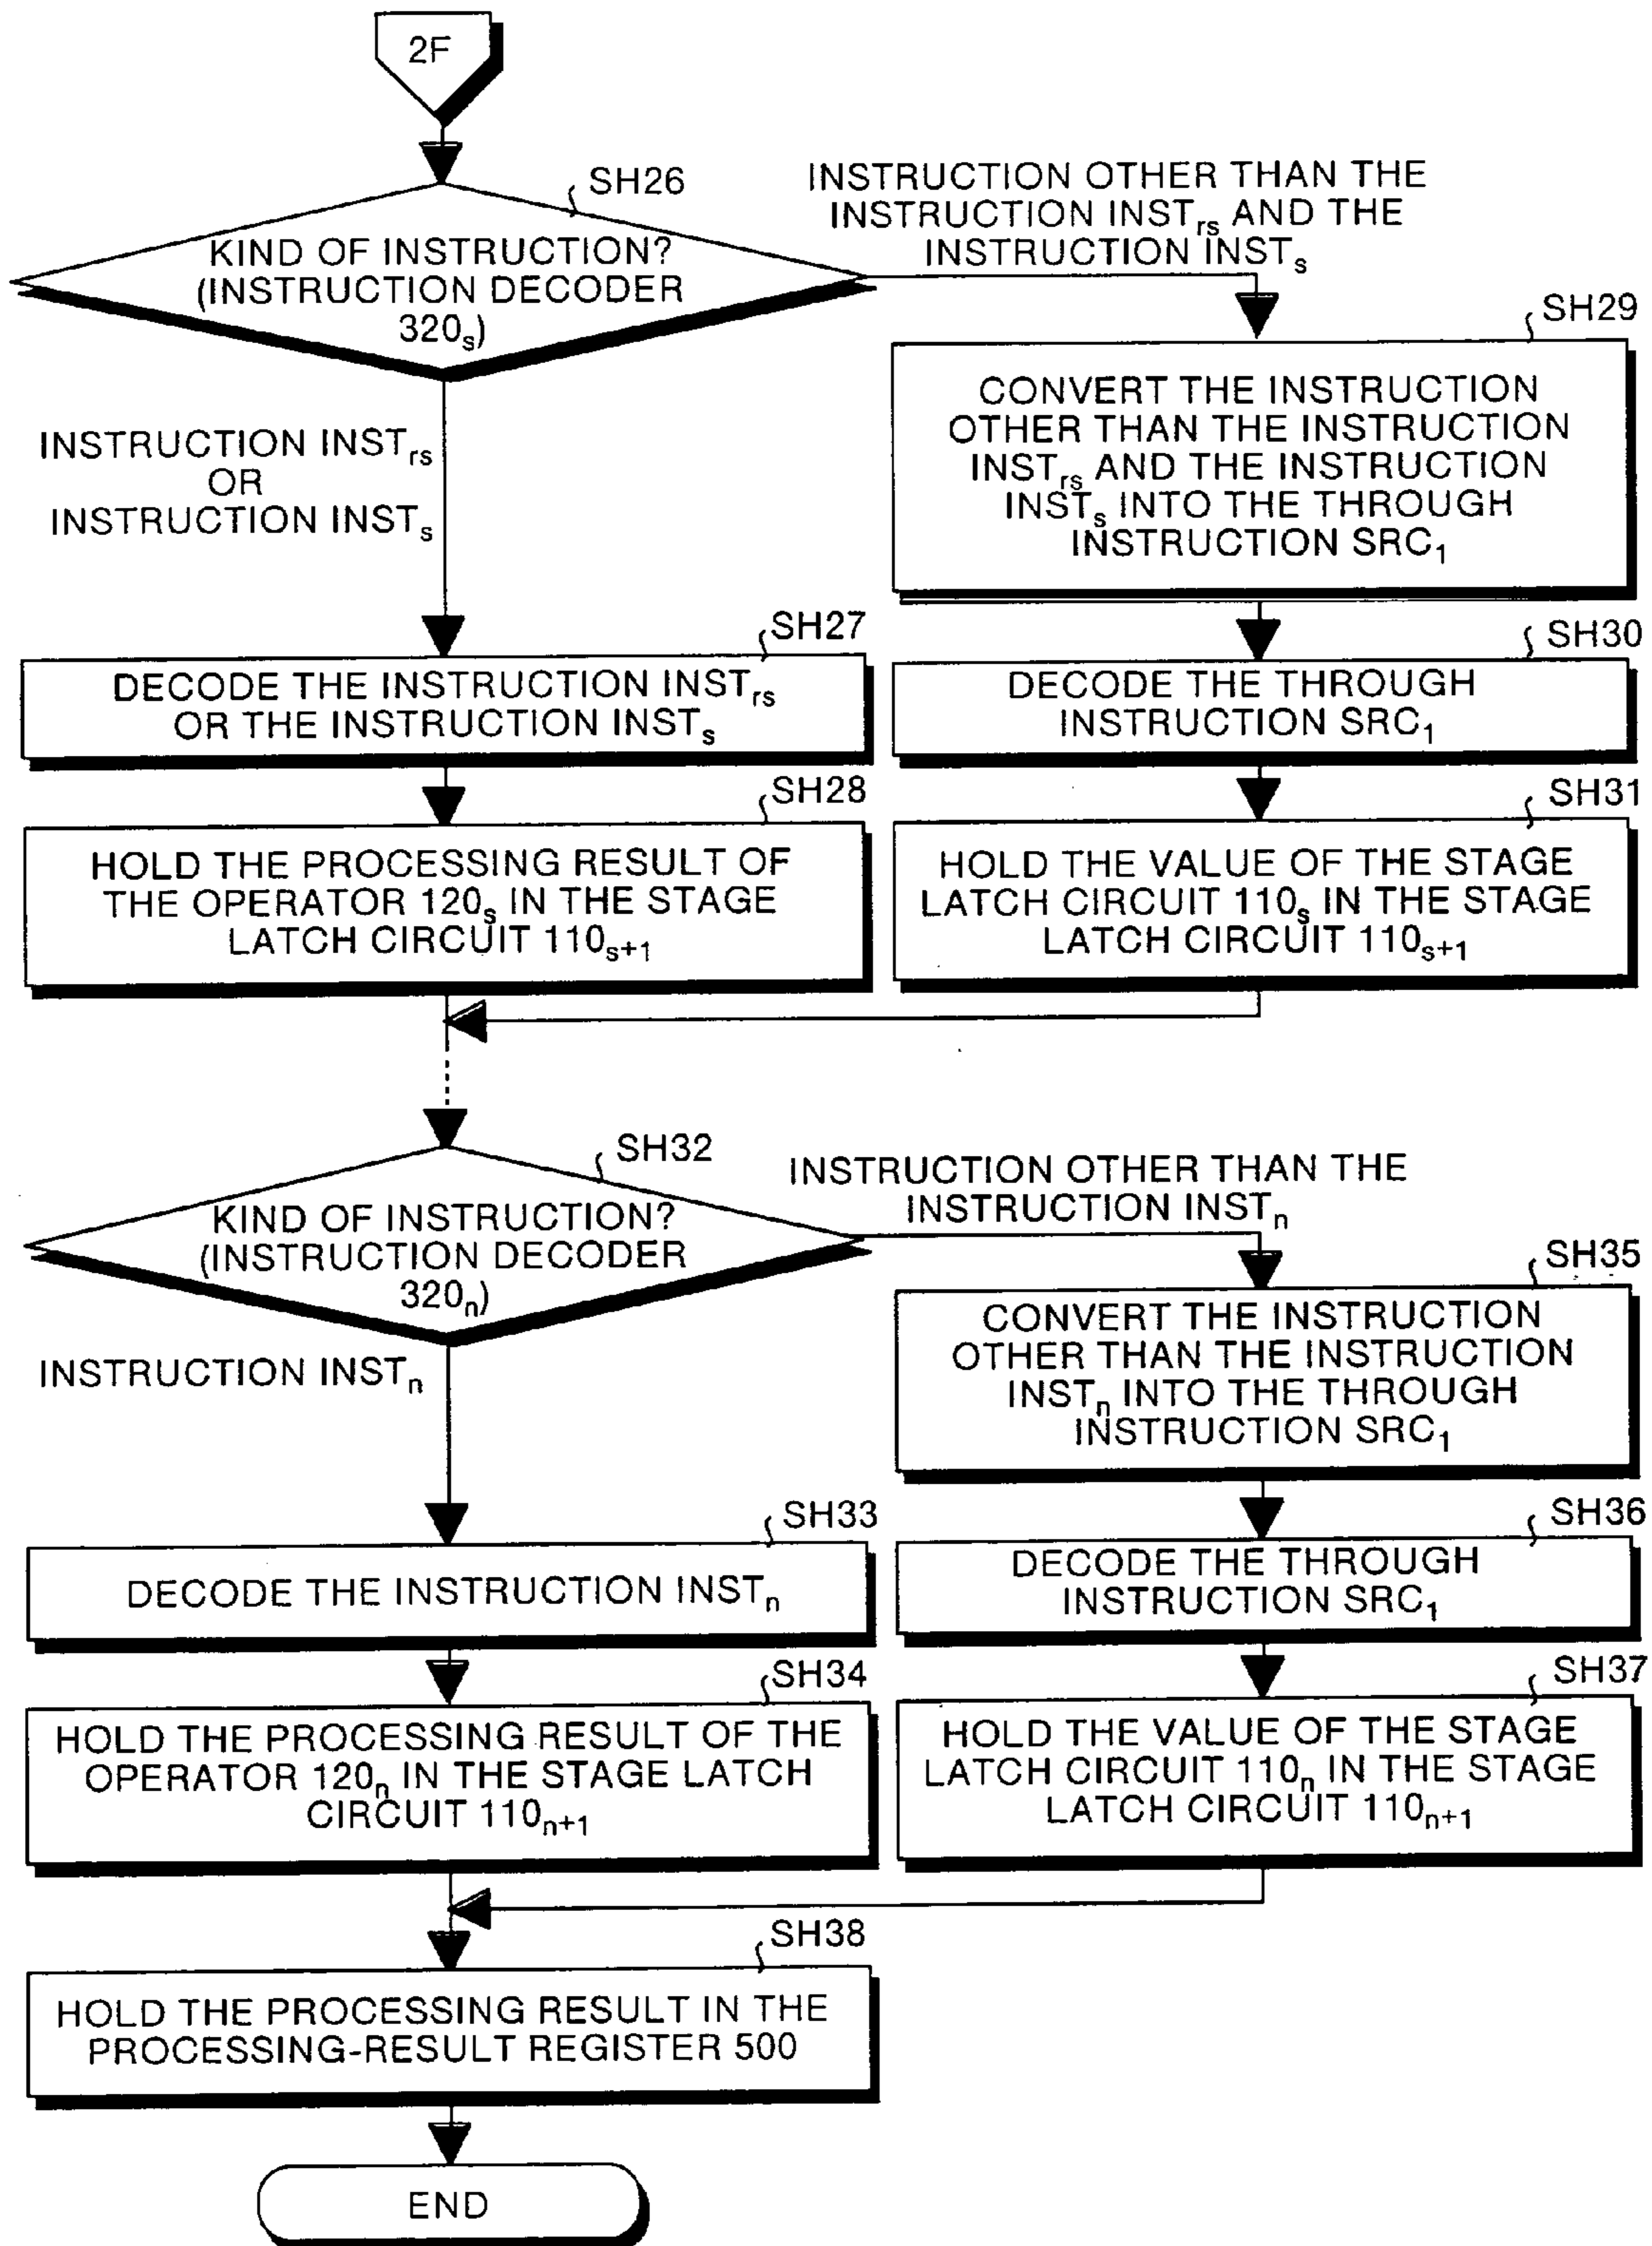 2F
SH26
KIND OF INSTRUCTION?
(INSTRUCTION DECODER
320s)
INSTRUCTION OTHER THAN THE
INSTRUCTION INSTrs AND THE
INSTRUCTION INSTs
INSTRUCTION INSTrs
OR
INSTRUCTION INSTs
SH29
CONVERT THE INSTRUCTION
OTHER THAN THE INSTRUCTION
INSTrs AND THE INSTRUCTION
INSTs INTO THE THROUGH
INSTRUCTION SRC1
SH27
DECODE THE INSTRUCTION INSTrs
OR THE INSTRUCTION INSTs
SH30
DECODE THE THROUGH
INSTRUCTION SRC1
SH28
HOLD THE PROCESSING RESULT OF
THE OPERATOR 120s IN THE STAGE
LATCH CIRCUIT 110s+1
SH31
HOLD THE VALUE OF THE STAGE
LATCH CIRCUIT 110s IN THE STAGE
LATCH CIRCUIT 110s+1
SH32
KIND OF INSTRUCTION?
(INSTRUCTION DECODER
320n)
INSTRUCTION OTHER THAN THE
INSTRUCTION INSTn
INSTRUCTION INSTn
SH35
CONVERT THE INSTRUCTION
OTHER THAN THE INSTRUCTION
INSTn INTO THE THROUGH
INSTRUCTION SRC1
SH33
DECODE THE INSTRUCTION INSTn
SH36
DECODE THE THROUGH
INSTRUCTION SRC1
SH34
HOLD THE PROCESSING RESULT OF THE
OPERATOR 120n IN THE STAGE LATCH
CIRCUIT 110n+1
SH37
HOLD THE VALUE OF THE STAGE
LATCH CIRCUIT 110n IN THE STAGE
LATCH CIRCUIT 110n+1
SH38
HOLD THE PROCESSING RESULT IN THE
PROCESSING-RESULT REGISTER 500
END